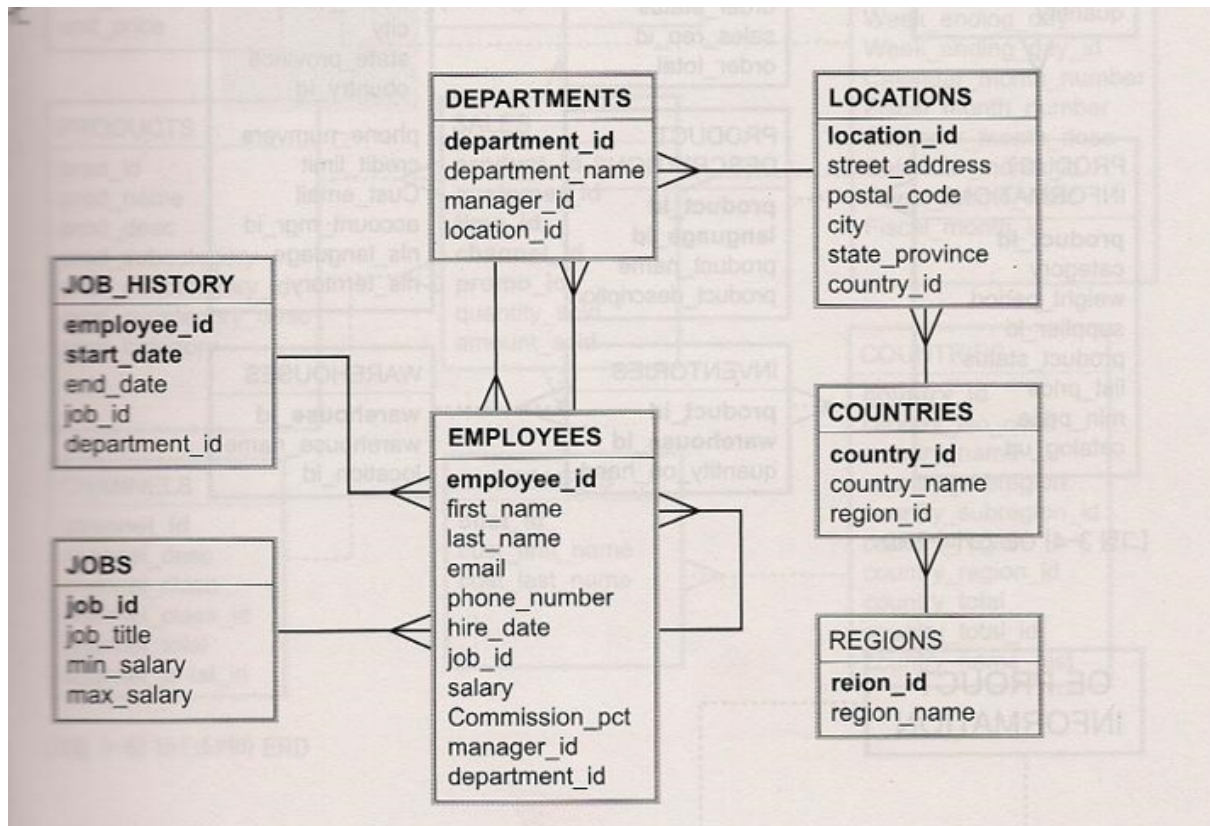 DEPARTMENTS
department_id
department_name
manager_id
location_id
LOCATIONS
location_id
street_address
postal_code
city
state_province
country_id
JOB_HISTORY
employee_id
start_date
end_date
job_id
department_id
EMPLOYEES
employee_id
first_name
last_name
email
phone_number
hire_date
job_id
salary
Commission_pct
manager_id
department_id
COUNTRIES
country_id
country_name
region_id
JOBS
job_id
job_title
min_salary
max_salary
REGIONS
reion_id
region_name